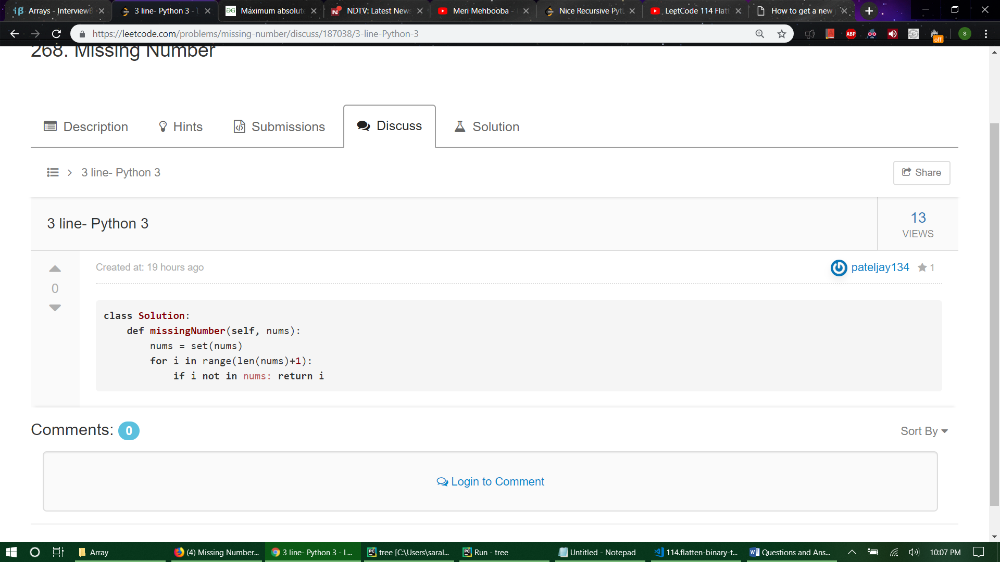 Arrays - Interview
3 line- Python 3 -
Maximum absolute
NDTV: Latest News
Meri Mehbooba -
Nice Recursive Pyt
LeetCode 114 Flat
How to get a new
https://leetcode.com/problems/missing-number/discuss/187038/3-line-Python-3
ABP
off
S
268. Missing Number
Description
Hints
Submissions
Discuss
Solution
3 line- Python 3
Share
3 line- Python 3
13
VIEWS
0
Created at: 19 hours ago
pateljay134
1
class Solution:
def missingNumber(self, nums):
nums = set(nums)
for i in range(len(nums)+1):
if i not in nums: return i
Comments: 0
Sort By
Login to Comment
Array
(4) Missing Number...
3 line- Python 3 - L...
tree [C:\Users\saral...
Run - tree
Untitled - Notepad
114.flatten-binary-t...
Questions and Ans...
10:07 PM